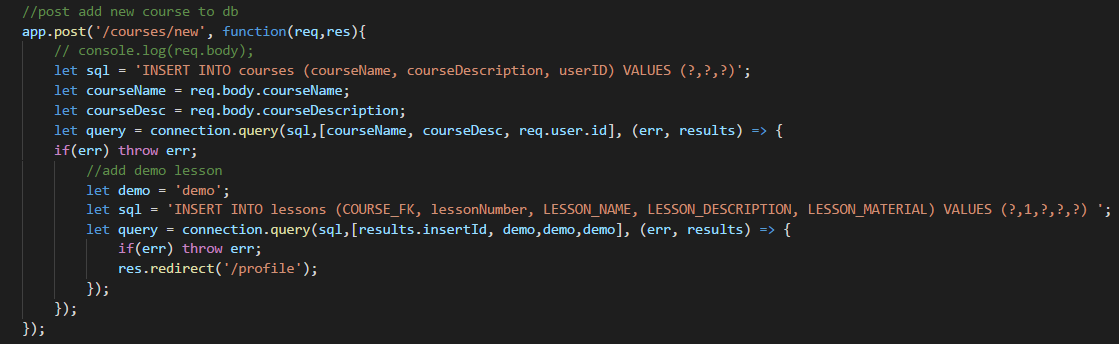 //post add new course to db
app.post('/courses/new', function(req,res){
    // console.log(req.body);
    let sql = 'INSERT INTO courses (courseName, courseDescription, userID) VALUES (?,?,?)';
    let courseName = req.body.courseName;
    let courseDesc = req.body.courseDescription;
    let query = connection.query(sql,[courseName, courseDesc, req.user.id], (err, results) => {
    if(err) throw err;
        //add demo lesson
        let demo = 'demo';
        let sql = 'INSERT INTO lessons (COURSE_FK, lessonNumber, LESSON_NAME, LESSON_DESCRIPTION, LESSON_MATERIAL) VALUES (?,1,?,?,?) ';
        let query = connection.query(sql,[results.insertId, demo,demo,demo], (err, results) => {
            if(err) throw err;
            res.redirect('/profile');
        });
    });
});